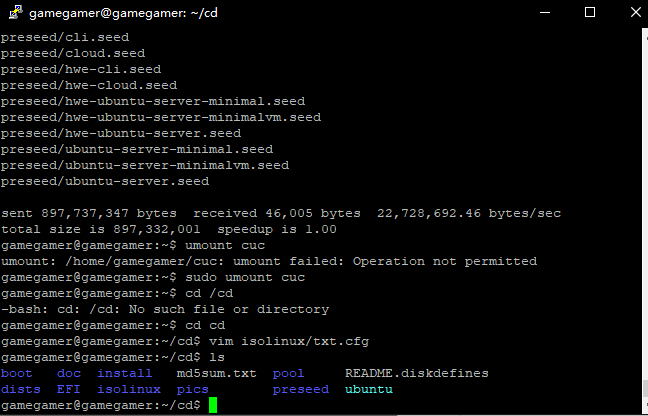 gamegamer@gamegamer: ~/cd
preseed/cli.seed
preseed/cloud.seed
preseed/hwe-cli.seed
preseed/hwe-cloud.seed
preseed/hwe-ubuntu-server-minimal.seed
preseed/hwe-ubuntu-server-minimalvm.seed
preseed/hwe-ubuntu-server.seed
preseed/ubuntu-server-minimal.seed
preseed/ubuntu-server-minimalvm.seed
preseed/ubuntu-server.seed
sent 897,737,347 bytes  received 46,005 bytes  22,728,692.46 bytes/sec
total size is 897,332,001  speedup is 1.00
gamegamer@gamegamer:~$ umount cuc
umount: /home/gamegamer/cuc: umount failed: Operation not permitted
gamegamer@gamegamer:~$ sudo umount cuc
gamegamer@gamegamer:~$ cd /cd
-bash: cd: /cd: No such file or directory
gamegamer@gamegamer:~$ cd cd
gamegamer@gamegamer:~/cd$ vim isolinux/txt.cfg
gamegamer@gamegamer:~/cd$ ls
boot   doc  install   md5sum.txt  pool     README.diskdefines
dists  EFI  isolinux  pics        preseed  ubuntu
gamegamer@gamegamer:~/cd$